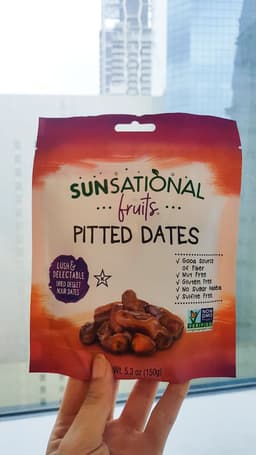 SUNSATIONAL
fruits.
PITTED DATES
LUSH &
DELECTABLE
DRIED DEGLET
NOUR DATES
✓ Good Source
of Fiber
✓ Nut Free
✓ Gluten Free
✓ No Sugar Added
✓ Sulfite Free
NON
GMO
VERIFIED
Wt. 5.3 oz (150g)